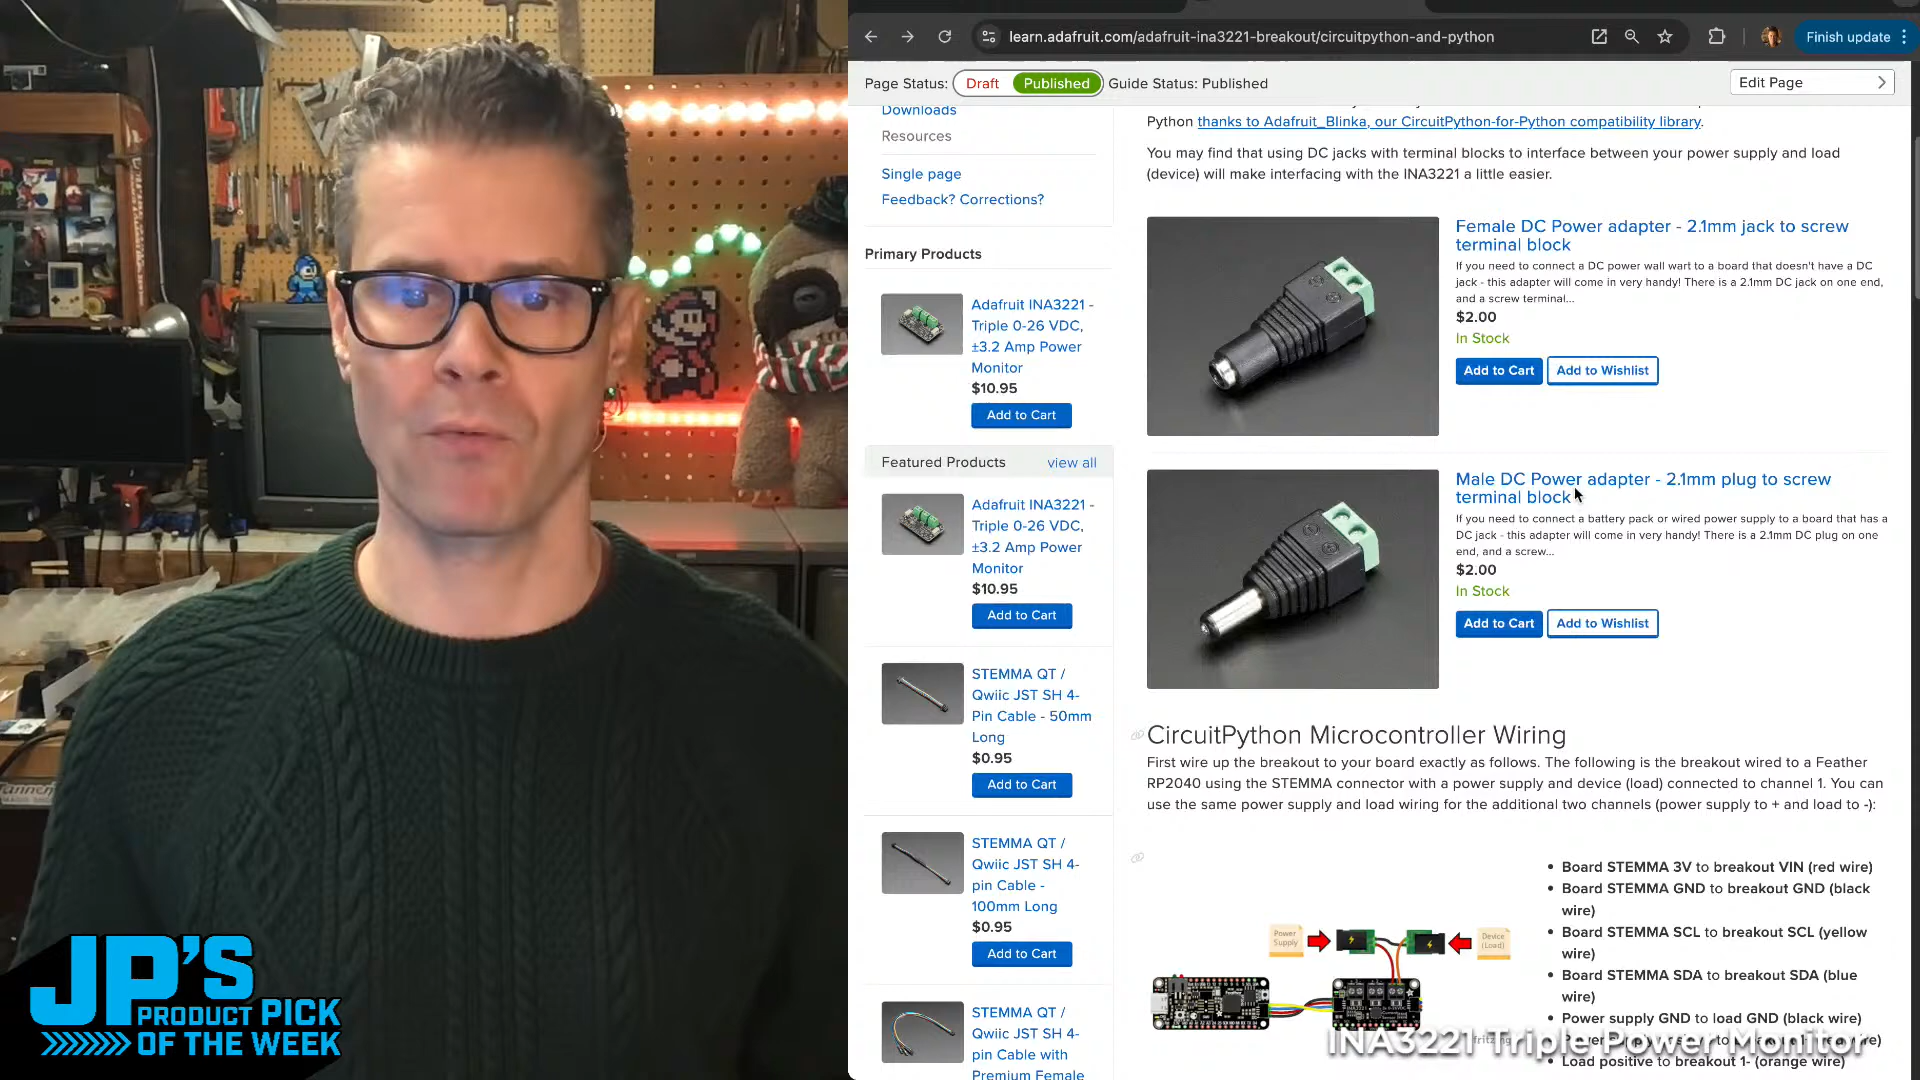 learn.adafruit.com/adafruit-ina3221-breakout/circuitpython-and-python
Finish update
Page Status: Draft Published Guide Status: Published
Edit Page
Downloads
Resources
Single page
Feedback? Corrections?
Primary Products
Adafruit INA3221 -
Triple 0-26 VDC,
±3.2 Amp Power
Monitor
$10.95
Add to Cart
Featured Products view all
Adafruit INA3221 -
Triple 0-26 VDC,
±3.2 Amp Power
Monitor
$10.95
Add to Cart
STEMMA QT /
Qwiic JST SH 4-
Pin Cable - 50mm
Long
$0.95
Add to Cart
STEMMA QT /
Qwiic JST SH 4-
pin Cable -
100mm Long
$0.95
Add to Cart
STEMMA QT /
Qwiic JST SH 4-
pin Cable with
Premium Female
Python thanks to Adafruit_Blinka, our CircuitPython-for-Python compatibility library.
You may find that using DC jacks with terminal blocks to interface between your power supply and load
(device) will make interfacing with the INA3221 a little easier.
Female DC Power adapter - 2.1mm jack to screw
terminal block
If you need to connect a DC power wall wart to a board that doesn't have a DC
jack - this adapter will come in very handy! There is a 2.1mm DC jack on one end,
and a screw terminal...
$2.00
In Stock
Add to Cart Add to Wishlist
Male DC Power adapter - 2.1mm plug to screw
terminal block
If you need to connect a battery pack or wired power supply to a board that has a
DC jack - this adapter will come in very handy! There is a 2.1mm DC plug on one
end, and a screw...
$2.00
In Stock
Add to Cart Add to Wishlist
CircuitPython Microcontroller Wiring
First wire up the breakout to your board exactly as follows. The following is the breakout wired to a Feather
RP2040 using the STEMMA connector with a power supply and device (load) connected to channel 1. You can
use the same power supply and load wiring for the additional two channels (power supply to + and load to -):
Power
Supply
Device
(Load)
Board STEMMA 3V to breakout VIN (red wire)
Board STEMMA GND to breakout GND (black
wire)
Board STEMMA SCL to breakout SCL (yellow
wire)
Board STEMMA SDA to breakout SDA (blue
wire)
Power supply GND to load GND (black wire)
Load positive to breakout 1- (orange wire)
INA3221 Triple Power Monitor
JP'S
PRODUCT PICK
OF THE WEEK